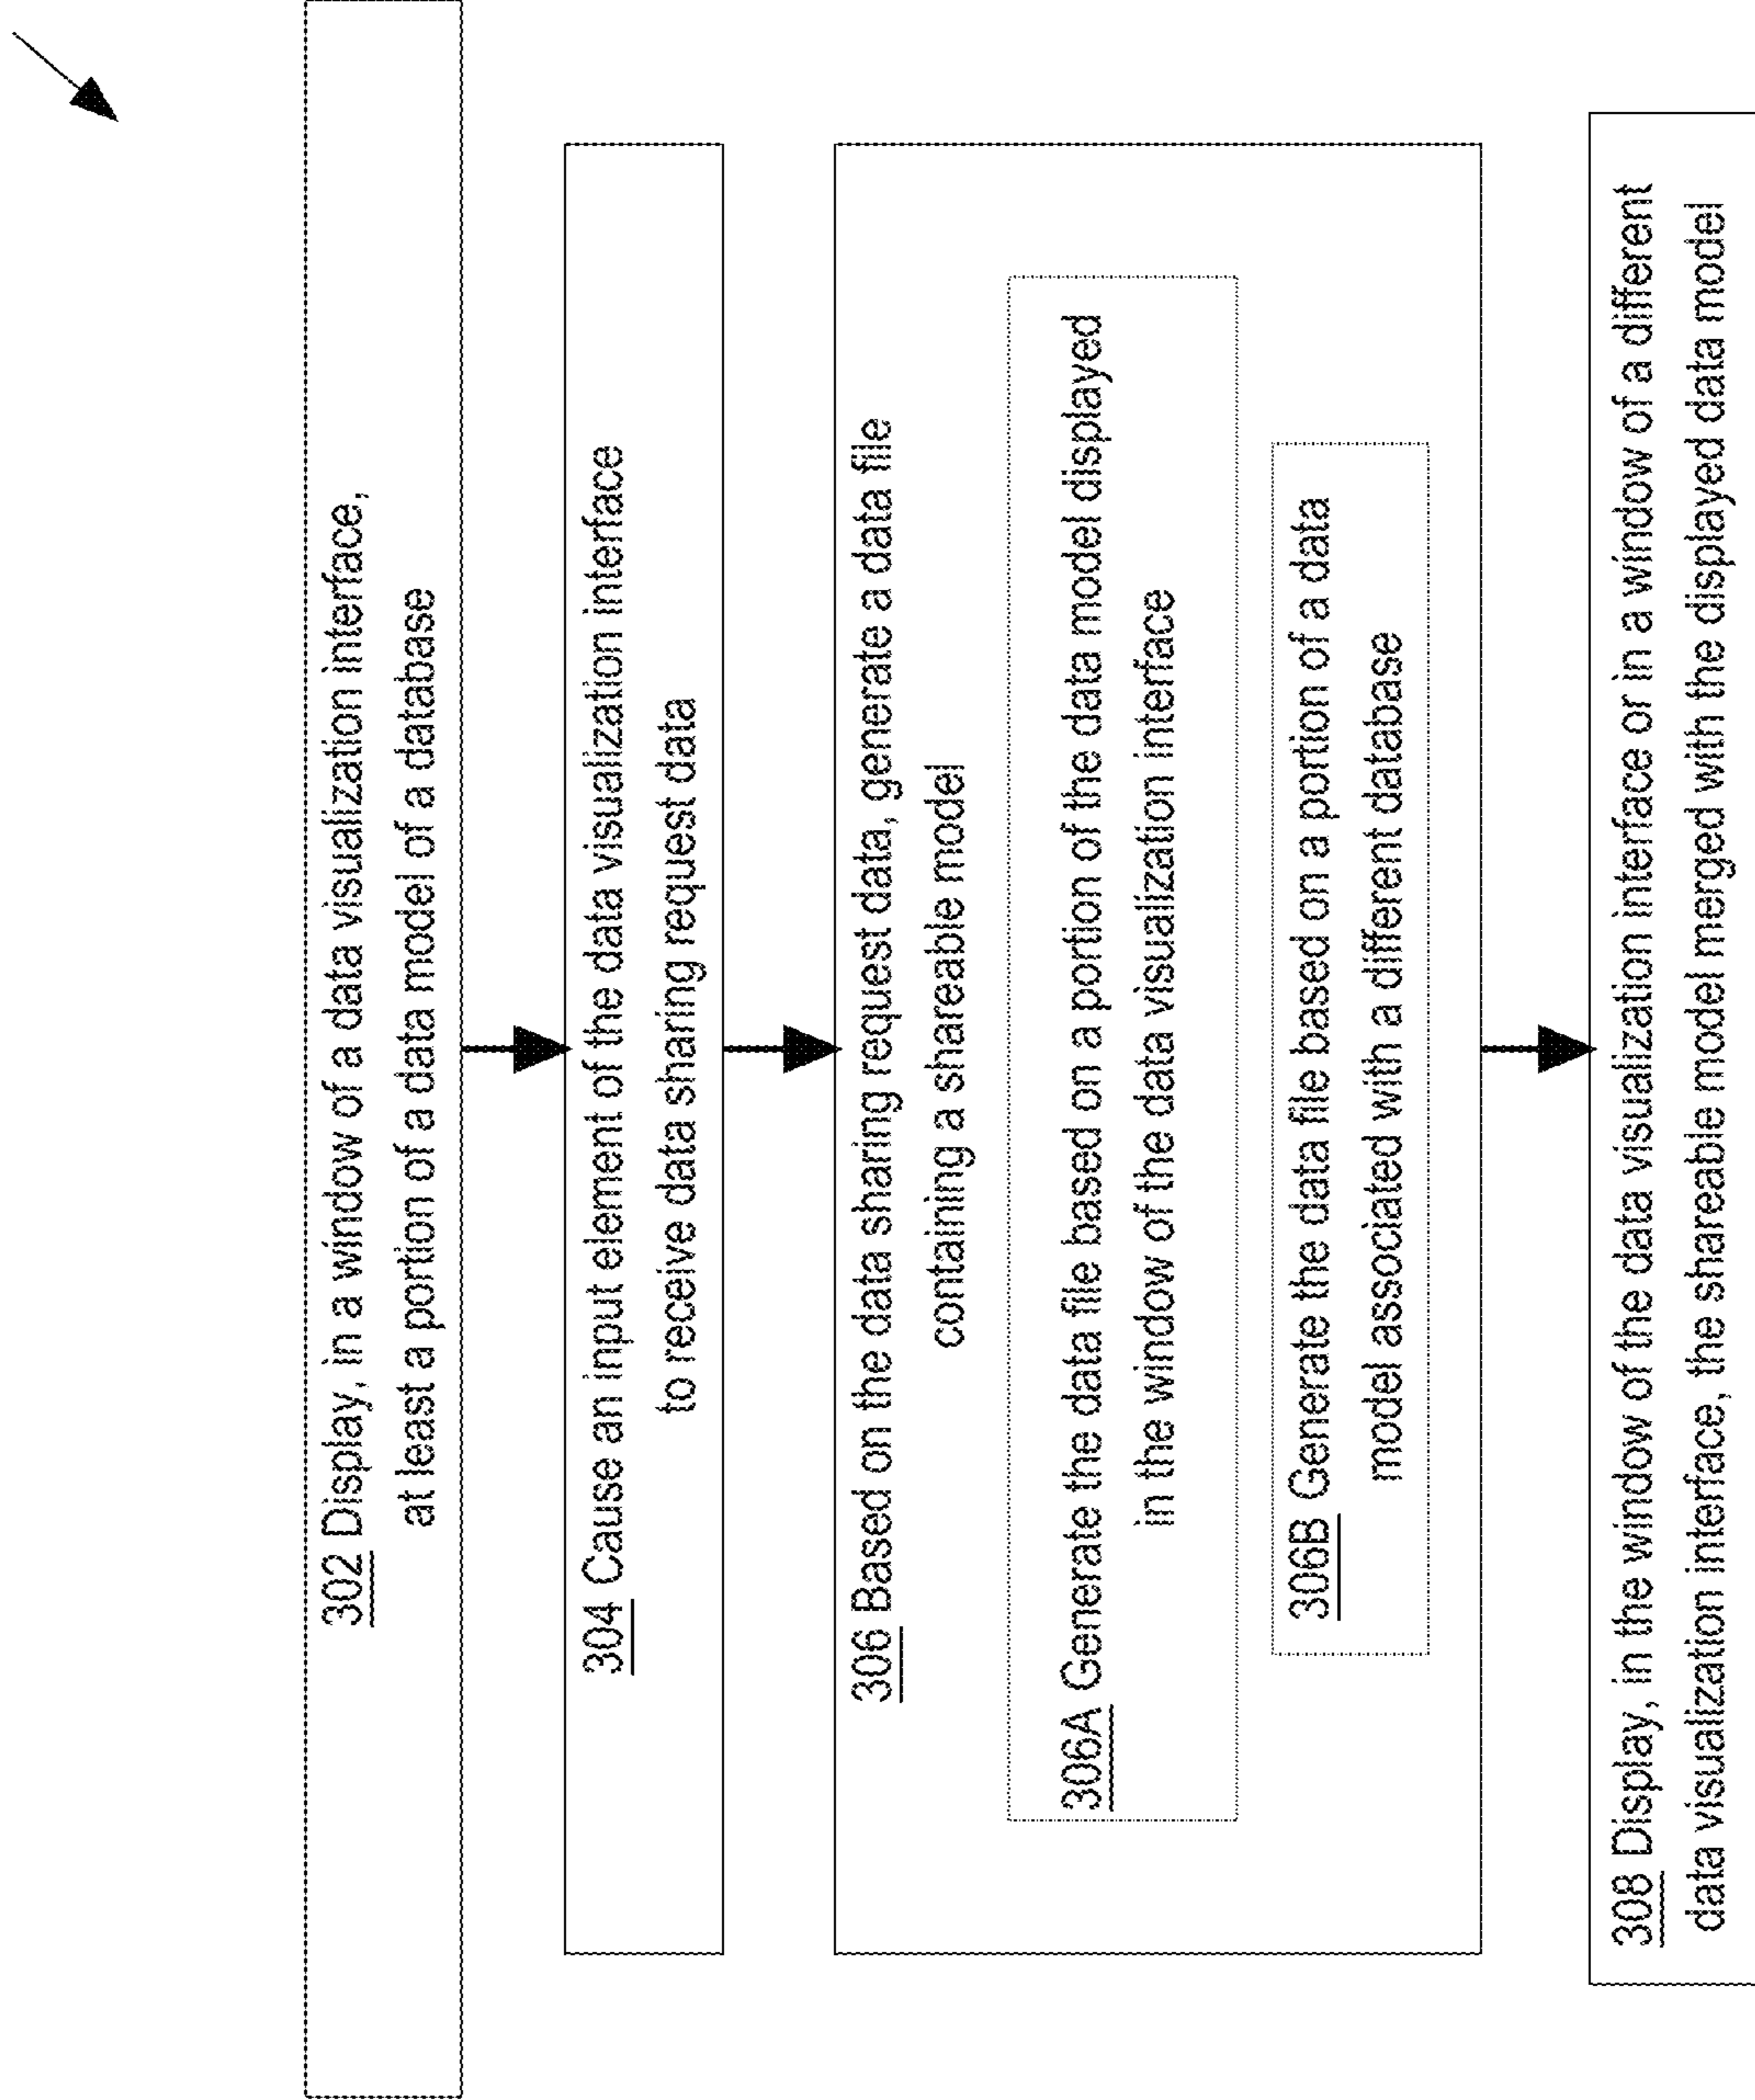 302 Display, in a window of a data visualization interface,
at least a portion of a data model of a database
304 Cause an input element of the data visualization interface
to receive data sharing request data
306 Based on the data sharing request data, generate a data file
containing a shareable model
306A Generate the data file based on a portion of the data model displayed
in the window of the data visualization interface
306B Generate the data file based on a portion of a data
model associated with a different database
308 Display, in the window of the data visualization interface or in a window of a different
data visualization interface, the shareable model merged with the displayed data model